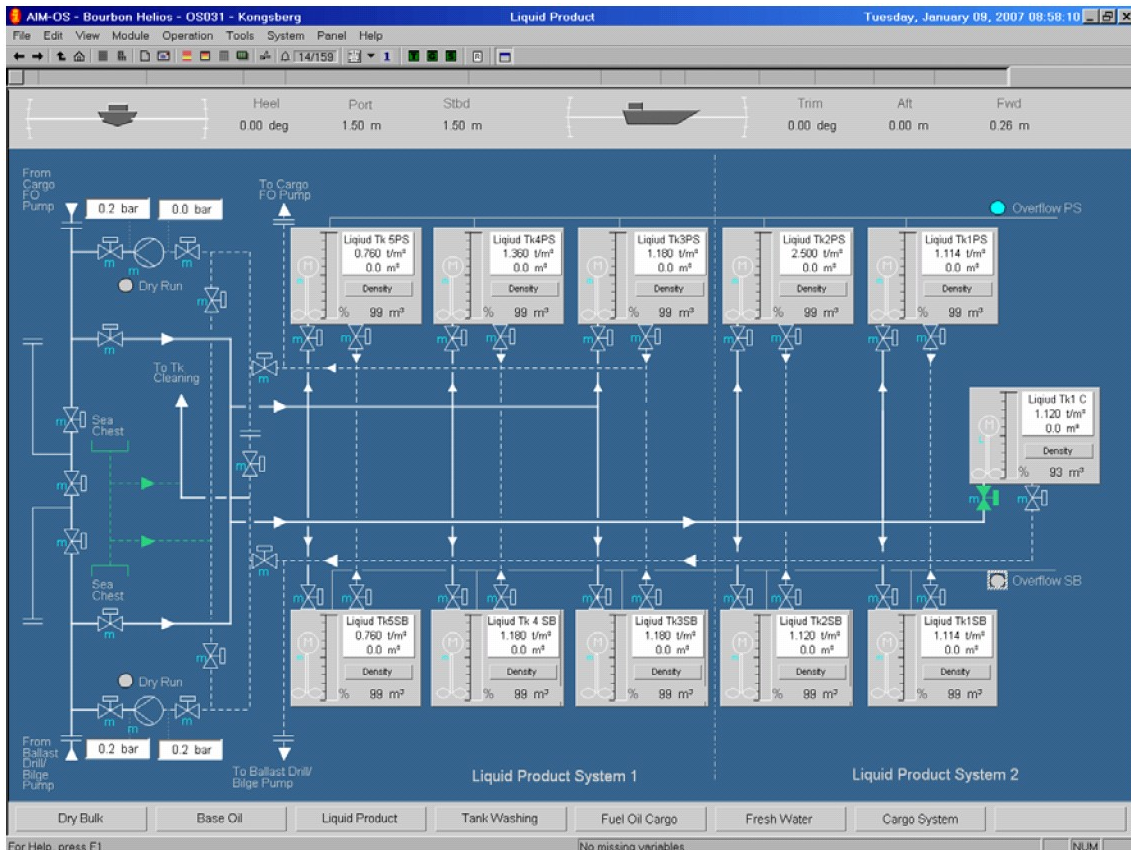 AIM-OS - Bourbon Helios - OS031 - Kongsberg Liquid Product Tuesday, January 09, 2007 08:58:10
File Edit View Module Operation Tools System Panel Help
14/159 1
Heel Port Stbd Trim Aft Fwd
0.00 deg 1.50 m 1.50 m 0.00 deg 0.00 m 0.26 m
From
Cargo
FO
Pump
0.2 bar 0.0 bar
m m m
Dry Run
To Cargo
FO Pump
Overflow PS
Liqiud Tk 5PS
0.760 t/m³
0.0 m³
Density
% 99 m³
Liqiud Tk4PS
1.360 t/m³
0.0 m³
Density
% 99 m³
Liqiud Tk3PS
1.180 t/m³
0.0 m³
Density
% 99 m³
Liqiud Tk2PS
2.500 t/m³
0.0 m³
Density
% 99 m³
Liqiud Tk1PS
1.114 t/m³
0.0 m³
Density
% 99 m³
To Tk
Cleaning
Sea
Chest
Sea
Chest
Liqiud Tk1 C
1.120 t/m³
0.0 m³
Density
% 93 m³
Overflow SB
Liqiud Tk5SB
0.760 t/m³
0.0 m³
Density
% 99 m³
Liqiud Tk 4 SB
1.180 t/m³
0.0 m³
Density
% 99 m³
Liqiud Tk3SB
1.180 t/m³
0.0 m³
Density
% 99 m³
Liqiud Tk2SB
1.120 t/m³
0.0 m³
Density
% 99 m³
Liqiud Tk1SB
1.114 t/m³
0.0 m³
Density
% 99 m³
Dry Run
m m m
From
Ballast
Drill/
Bilge
Pump
0.2 bar 0.2 bar
To Ballast Drill/
Bilge Pump
Liquid Product System 1
Liquid Product System 2
Dry Bulk Base Oil Liquid Product Tank Washing Fuel Oil Cargo Fresh Water Cargo System
For Help, press F1 No missing variables. NUM